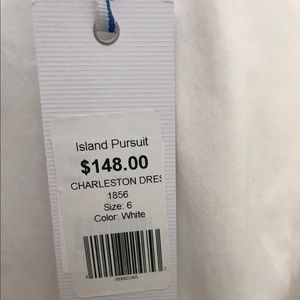 Island Pursuit
$148.00
CHARLESTON DRES
1856
Size: 6
Color: White